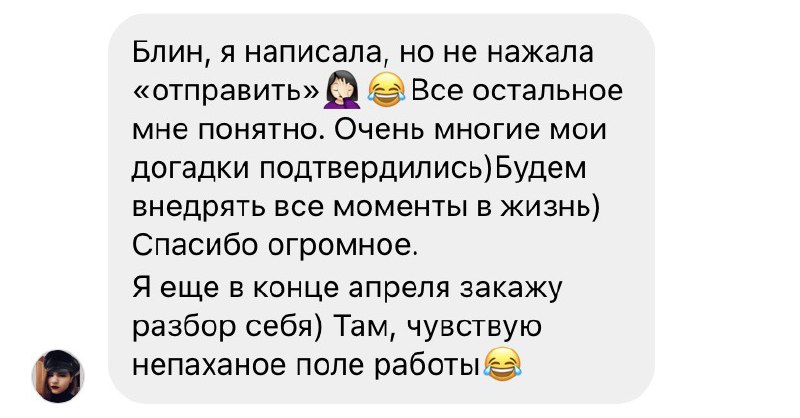 Блин, я написала, но не нажала
«отправить»🤦🏻‍♀️😂Все остальное
мне понятно. Очень многие мои
догадки подтвердились)Будем
внедрять все моменты в жизнь)
Спасибо огромное.
Я еще в конце апреля закажу
разбор себя) Там, чувствую
непаханое поле работы😂